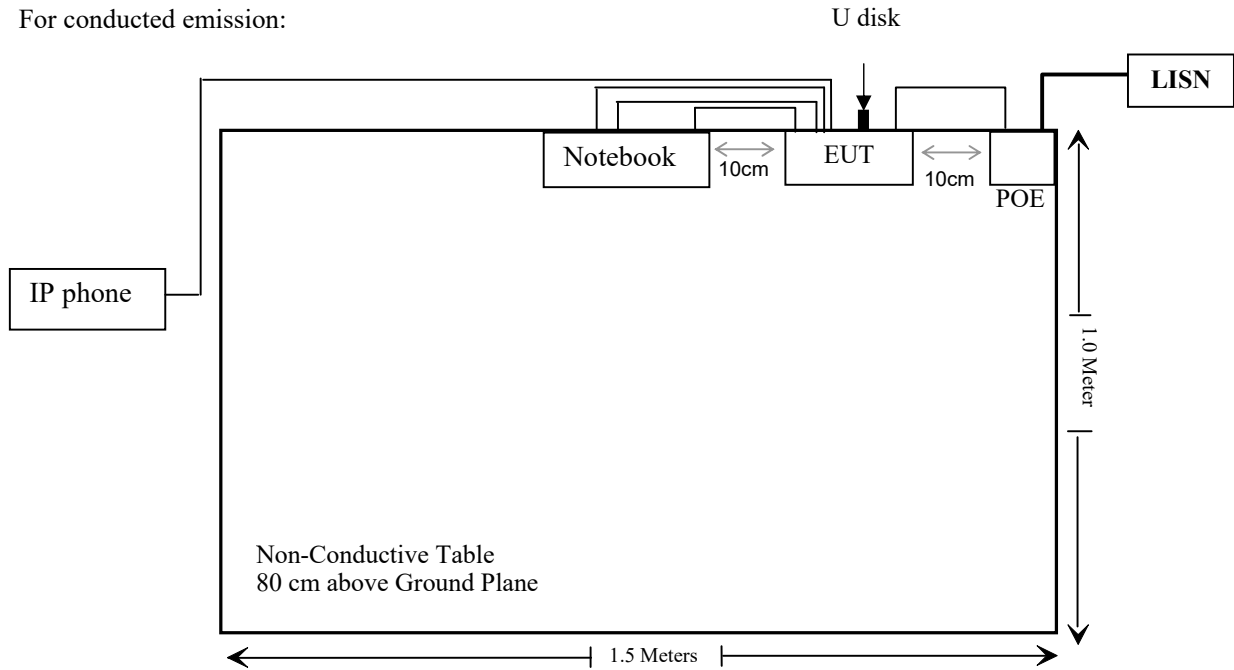 For conducted emission:
U disk
LISN
Notebook
10cm
EUT
10cm
POE
IP phone
1.0 Meter
Non-Conductive Table
80 cm above Ground Plane
1.5 Meters